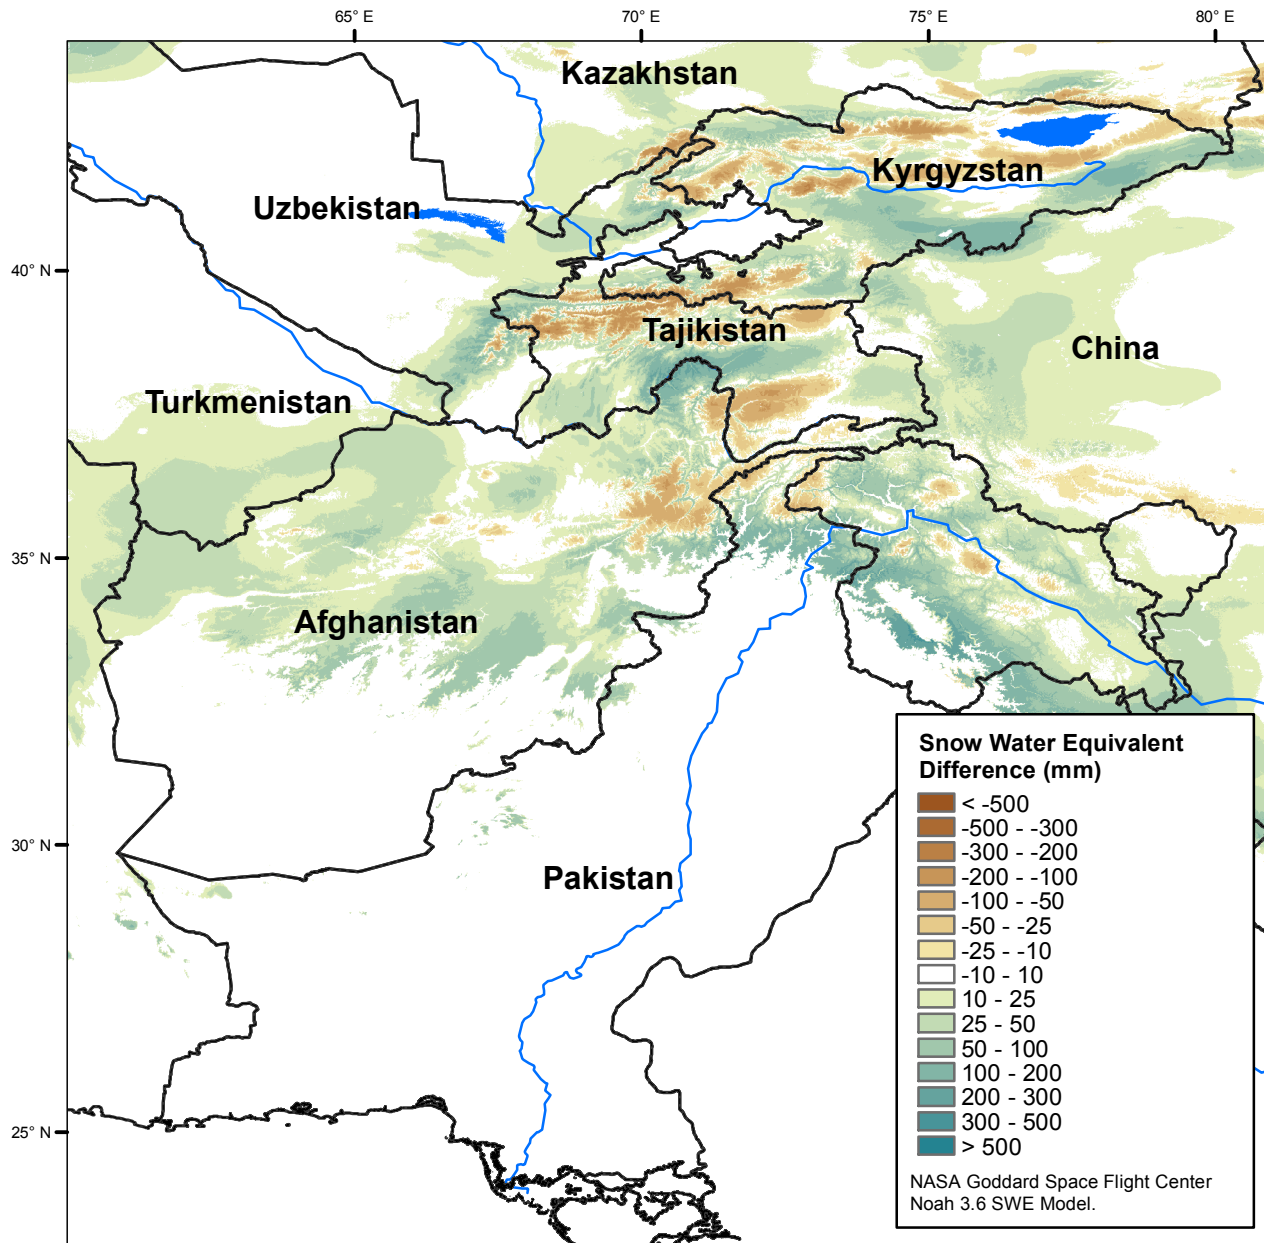 65° E
70° E
75° E
80° E
Kazakhstan
Kyrgyzstan
Uzbekistan
40° N
Tajikistan
China
Turkmenistan
35° N
Afghanistan
30° N
Pakistan
25° N
Snow Water Equivalent
Difference (mm)
< -500
-500 - -300
-300 - -200
-200 - -100
-100 - -50
-50 - -25
-25 - -10
-10 - 10
10 - 25
25 - 50
50 - 100
100 - 200
200 - 300
300 - 500
> 500
NASA Goddard Space Flight Center
Noah 3.6 SWE Model.